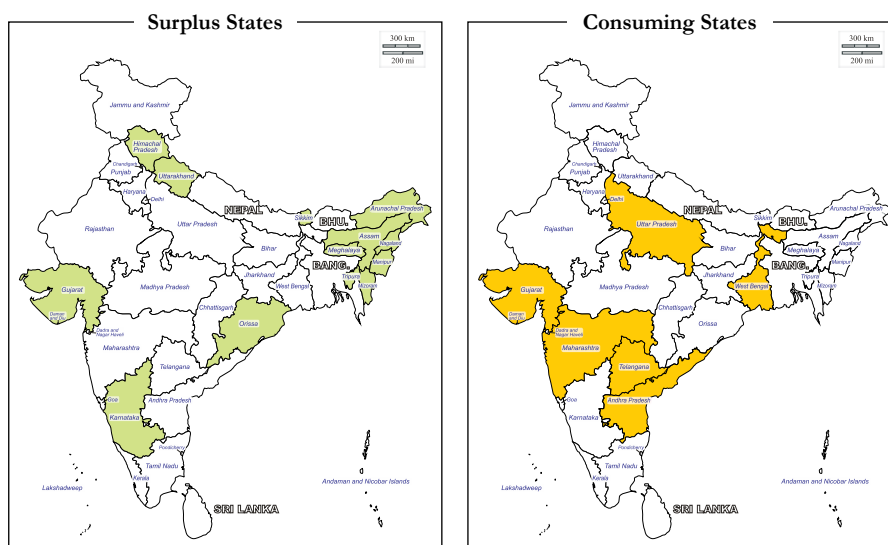 Surplus States
300 km
200 mi
Jammu and Kashmir
Himachal
Pradesh
Chandigarh
Punjab
Uttarakhand
Haryana
Delhi
NEPAL
Sikkim
BHU.
Arunachal Pradesh
Rajasthan
Uttar Pradesh
Assam
Nagaland
Bihar
Meghalaya
Manipur
BANG.
Jharkhand
Tripura
Mizoram
Gujarat
Madhya Pradesh
West Bengal
Chhattisgarh
Daman
and Diu
Orissa
Dadra and
Nagar Haveli
Maharashtra
Telangana
Goa
Andhra Pradesh
Karnataka
Pondicherry
Tamil Nadu
Kerala
Lakshadweep
Andaman and Nicobar Islands
SRI LANKA
Consuming States
300 km
200 mi
Jammu and Kashmir
Himachal
Pradesh
Chandigarh
Punjab
Uttarakhand
Haryana
Delhi
NEPAL
Sikkim
BHU.
Arunachal Pradesh
Rajasthan
Uttar Pradesh
Assam
Nagaland
Bihar
Meghalaya
Manipur
BANG.
Jharkhand
Tripura
Mizoram
Gujarat
Madhya Pradesh
West Bengal
Chhattisgarh
Daman
and Diu
Orissa
Dadra and
Nagar Haveli
Maharashtra
Telangana
Goa
Andhra Pradesh
Karnataka
Pondicherry
Tamil Nadu
Kerala
Lakshadweep
Andaman and Nicobar Islands
SRI LANKA